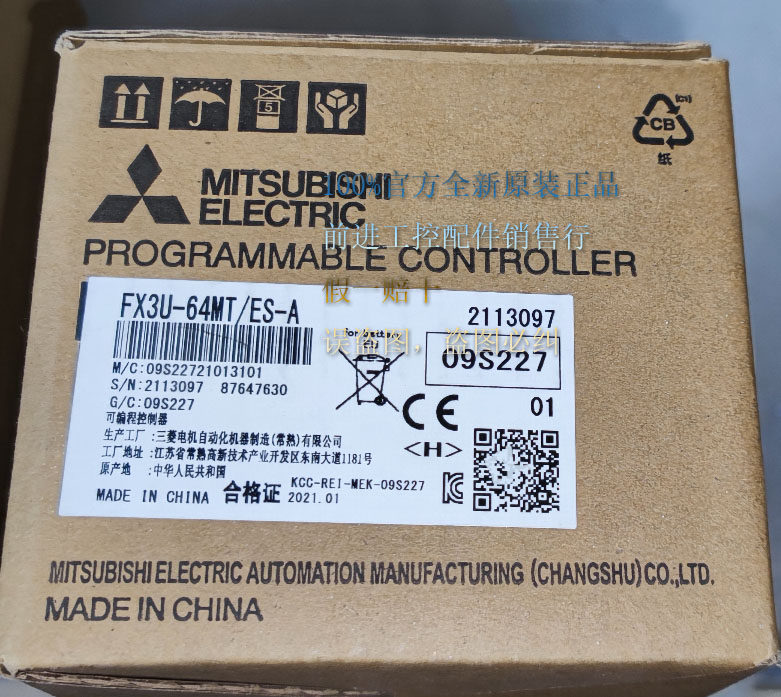 5
CB
纸
MITSUBISHI
ELECTRIC
100%官方全新原装正品
前进工控配件销售行
PROGRAMMABLE CONTROLLER
假一赔十
误盗图，盗图必纠
FX3U-64MT/ES-A
2113097
09S227
M/C:09S22721013101
S/N:2113097 87647630
G/C:09S227
01
可编程控制器
生产工厂:三菱电机自动化机器制造(常熟)有限公司
工厂地址:江苏省常熟高新技术产业开发区东南大道1181号
原产地 :中华人民共和国
CE
<H>
MADE IN CHINA 合格证 2021.01
KCC-REI-MEK-09S227
MITSUBISHI ELECTRIC AUTOMATION MANUFACTURING (CHANGSHU) CO.,LTD.
MADE IN CHINA